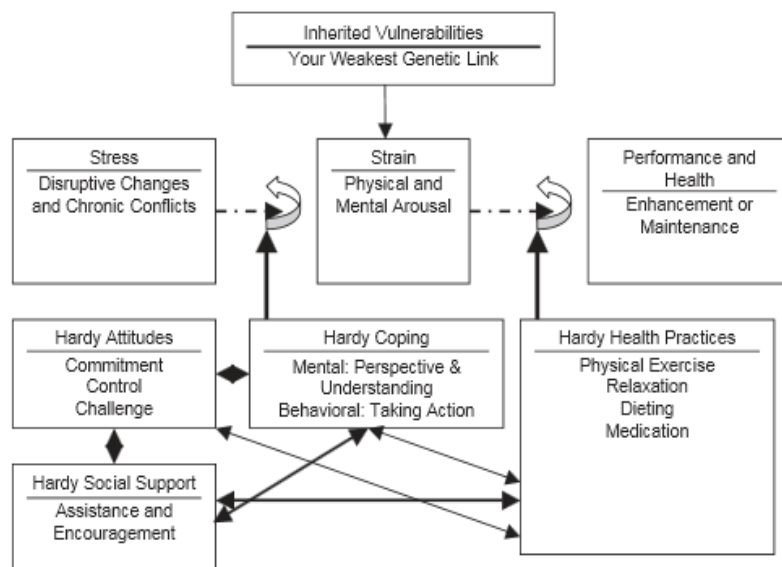 Inherited Vulnerabilities
Your Weakest Genetic Link
Stress
Disruptive Changes
and Chronic Conflicts
Strain
Physical and
Mental Arousal
Performance and
Health
Enhancement or
Maintenance
Hardy Attitudes
Commitment
Control
Challenge
Hardy Coping
Mental: Perspective &
Understanding
Behavioral: Taking Action
Hardy Health Practices
Physical Exercise
Relaxation
Dieting
Medication
Hardy Social Support
Assistance and
Encouragement